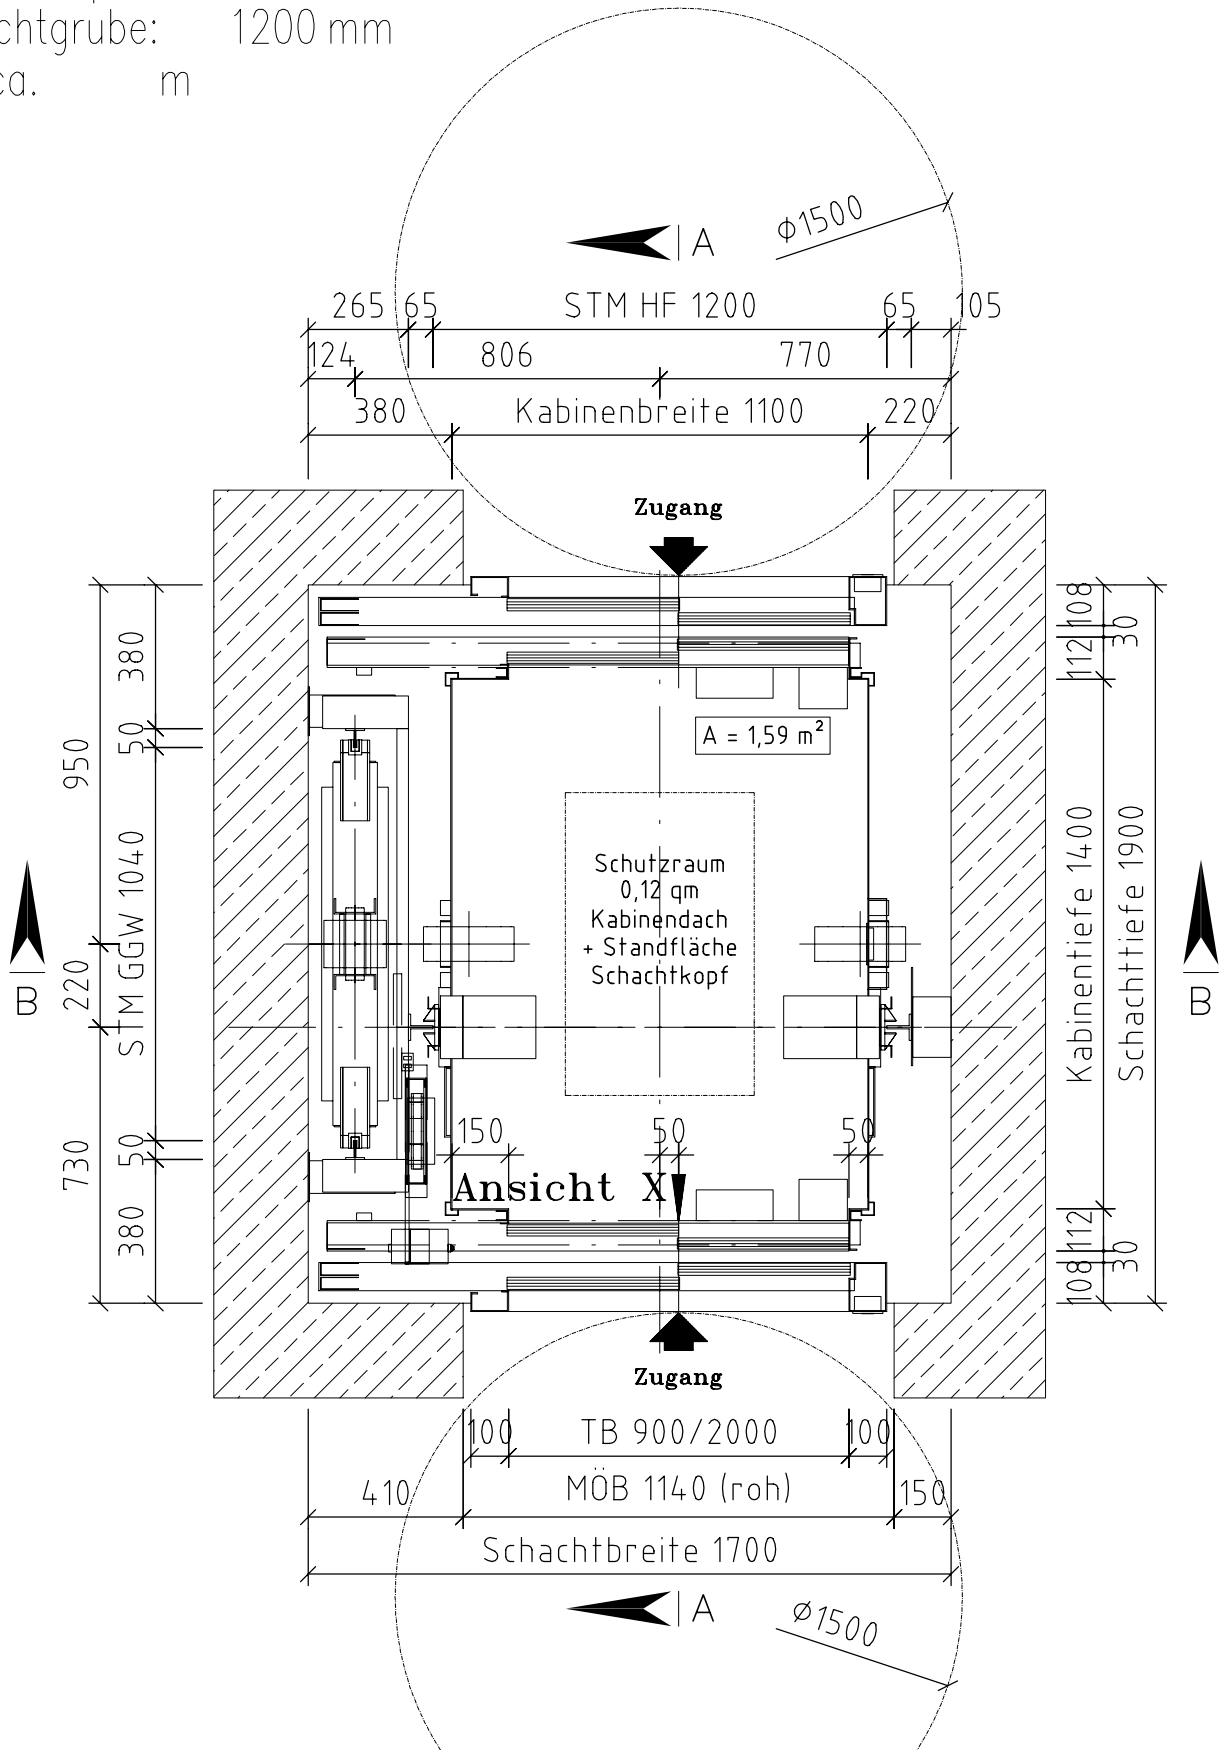 chtgrube: 1200 mm
ca. m
A
Ø1500
265 65 STM HF 1200 65 105
124 806 770
380 Kabinenbreite 1100 220
Zugang
108
30
112
380
50
950
STM GGW 1040
220
730
50
380
A = 1,59 m²
Schutzraum
0,12 qm
Kabinendach
+ Standfläche
Schachtkopf
Kabinentiefe 1400
Schachttiefe 1900
B
B
150 50 50
Ansicht X
112
30
108
Zugang
100 TB 900/2000 100
410 MÖB 1140 (roh) 150
Schachtbreite 1700
A
Ø1500